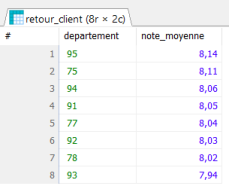 retour_client (8r × 2c)
# departement note_moyenne
1 95 8,14
2 75 8,11
3 94 8,06
4 91 8,05
5 77 8,04
6 92 8,03
7 78 8,02
8 93 7,94